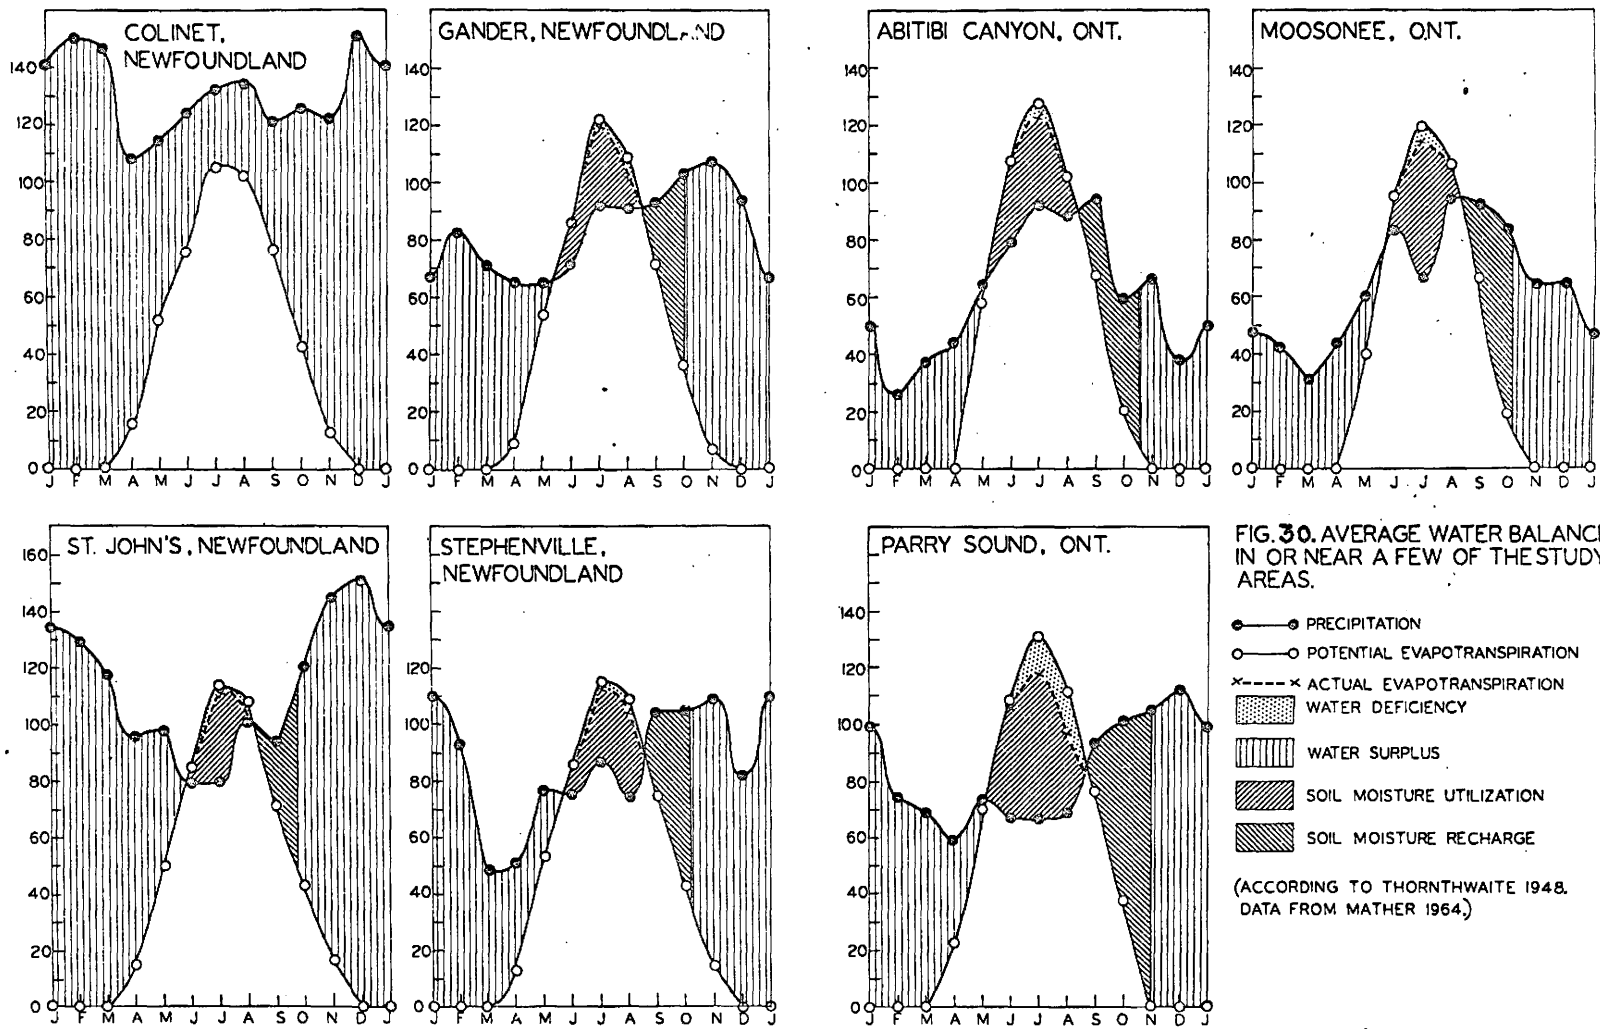 COLINET,
NEWFOUNDLAND
140
120
100
80
60
40
20
0
J F M A M J J A S O N D J
GANDER, NEWFOUNDLAND
140
120
100
80
60
40
20
0
J F M A M J J A S O N D J
ABITIBI CANYON, ONT.
140
120
100
80
60
40
20
0
J F M A M J J A S O N D J
MOOSONEE, ONT.
140
120
100
80
60
40
20
0
J F M A M J J A S O N D J
ST. JOHN'S, NEWFOUNDLAND
160
140
120
100
80
60
40
20
0
J F M A M J J A S O N D J
STEPHENVILLE,
NEWFOUNDLAND
140
120
100
80
60
40
20
0
J F M A M J J A S O N D J
PARRY SOUND, ONT.
140
120
100
80
60
40
20
0
J F M A M J J A S O N D J
FIG. 30. AVERAGE WATER BALANCE
IN OR NEAR A FEW OF THE STUDY
AREAS.
PRECIPITATION
POTENTIAL EVAPOTRANSPIRATION
ACTUAL EVAPOTRANSPIRATION
WATER DEFICIENCY
WATER SURPLUS
SOIL MOISTURE UTILIZATION
SOIL MOISTURE RECHARGE
(ACCORDING TO THORNTHWAITE 1948.
DATA FROM MATHER 1964.)